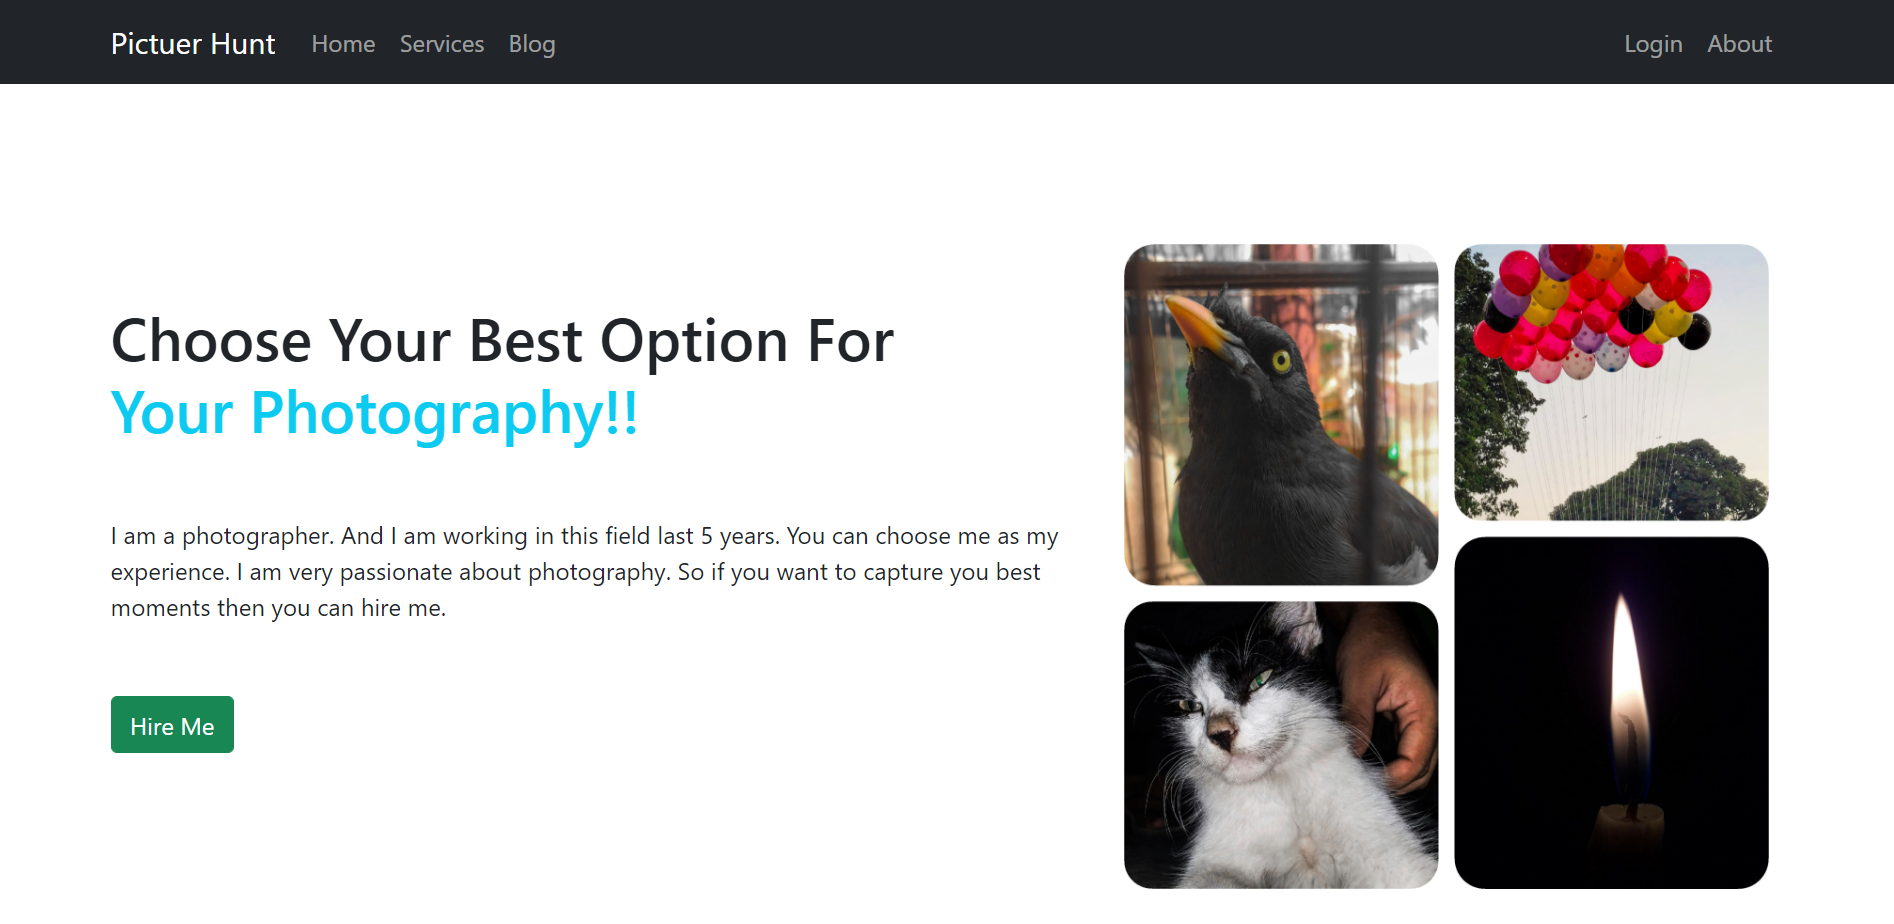 Pictuer Hunt Home Services Blog Login About
Choose Your Best Option For
Your Photography!!
I am a photographer. And I am working in this field last 5 years. You can choose me as my
experience. I am very passionate about photography. So if you want to capture you best
moments then you can hire me.
Hire Me